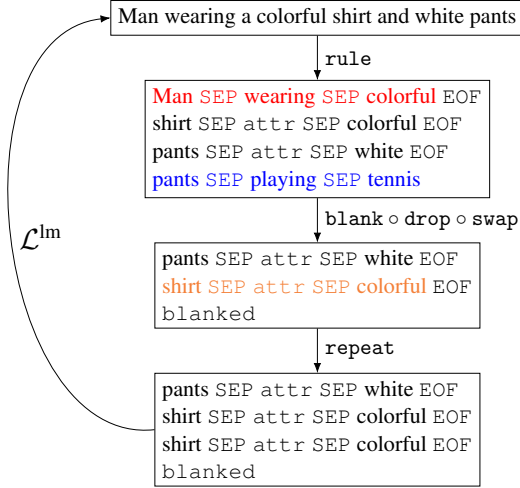 Man wearing a colorful shirt and white pants
rule
Man SEP wearing SEP colorful EOF
shirt SEP attr SEP colorful EOF
pants SEP attr SEP white EOF
pants SEP playing SEP tennis
blank ∘ drop ∘ swap
ℒˡᵐ
pants SEP attr SEP white EOF
shirt SEP attr SEP colorful EOF
blanked
repeat
pants SEP attr SEP white EOF
shirt SEP attr SEP colorful EOF
shirt SEP attr SEP colorful EOF
blanked